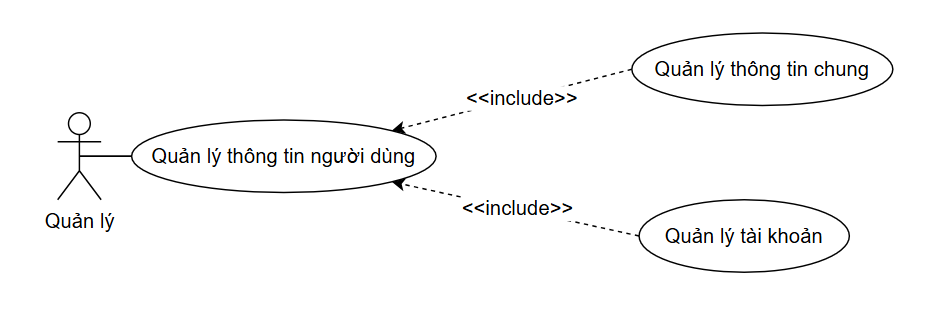 Quản lý thông tin chung
<<include>>
Quản lý thông tin người dùng
Quản lý
<<include>>
Quản lý tài khoản